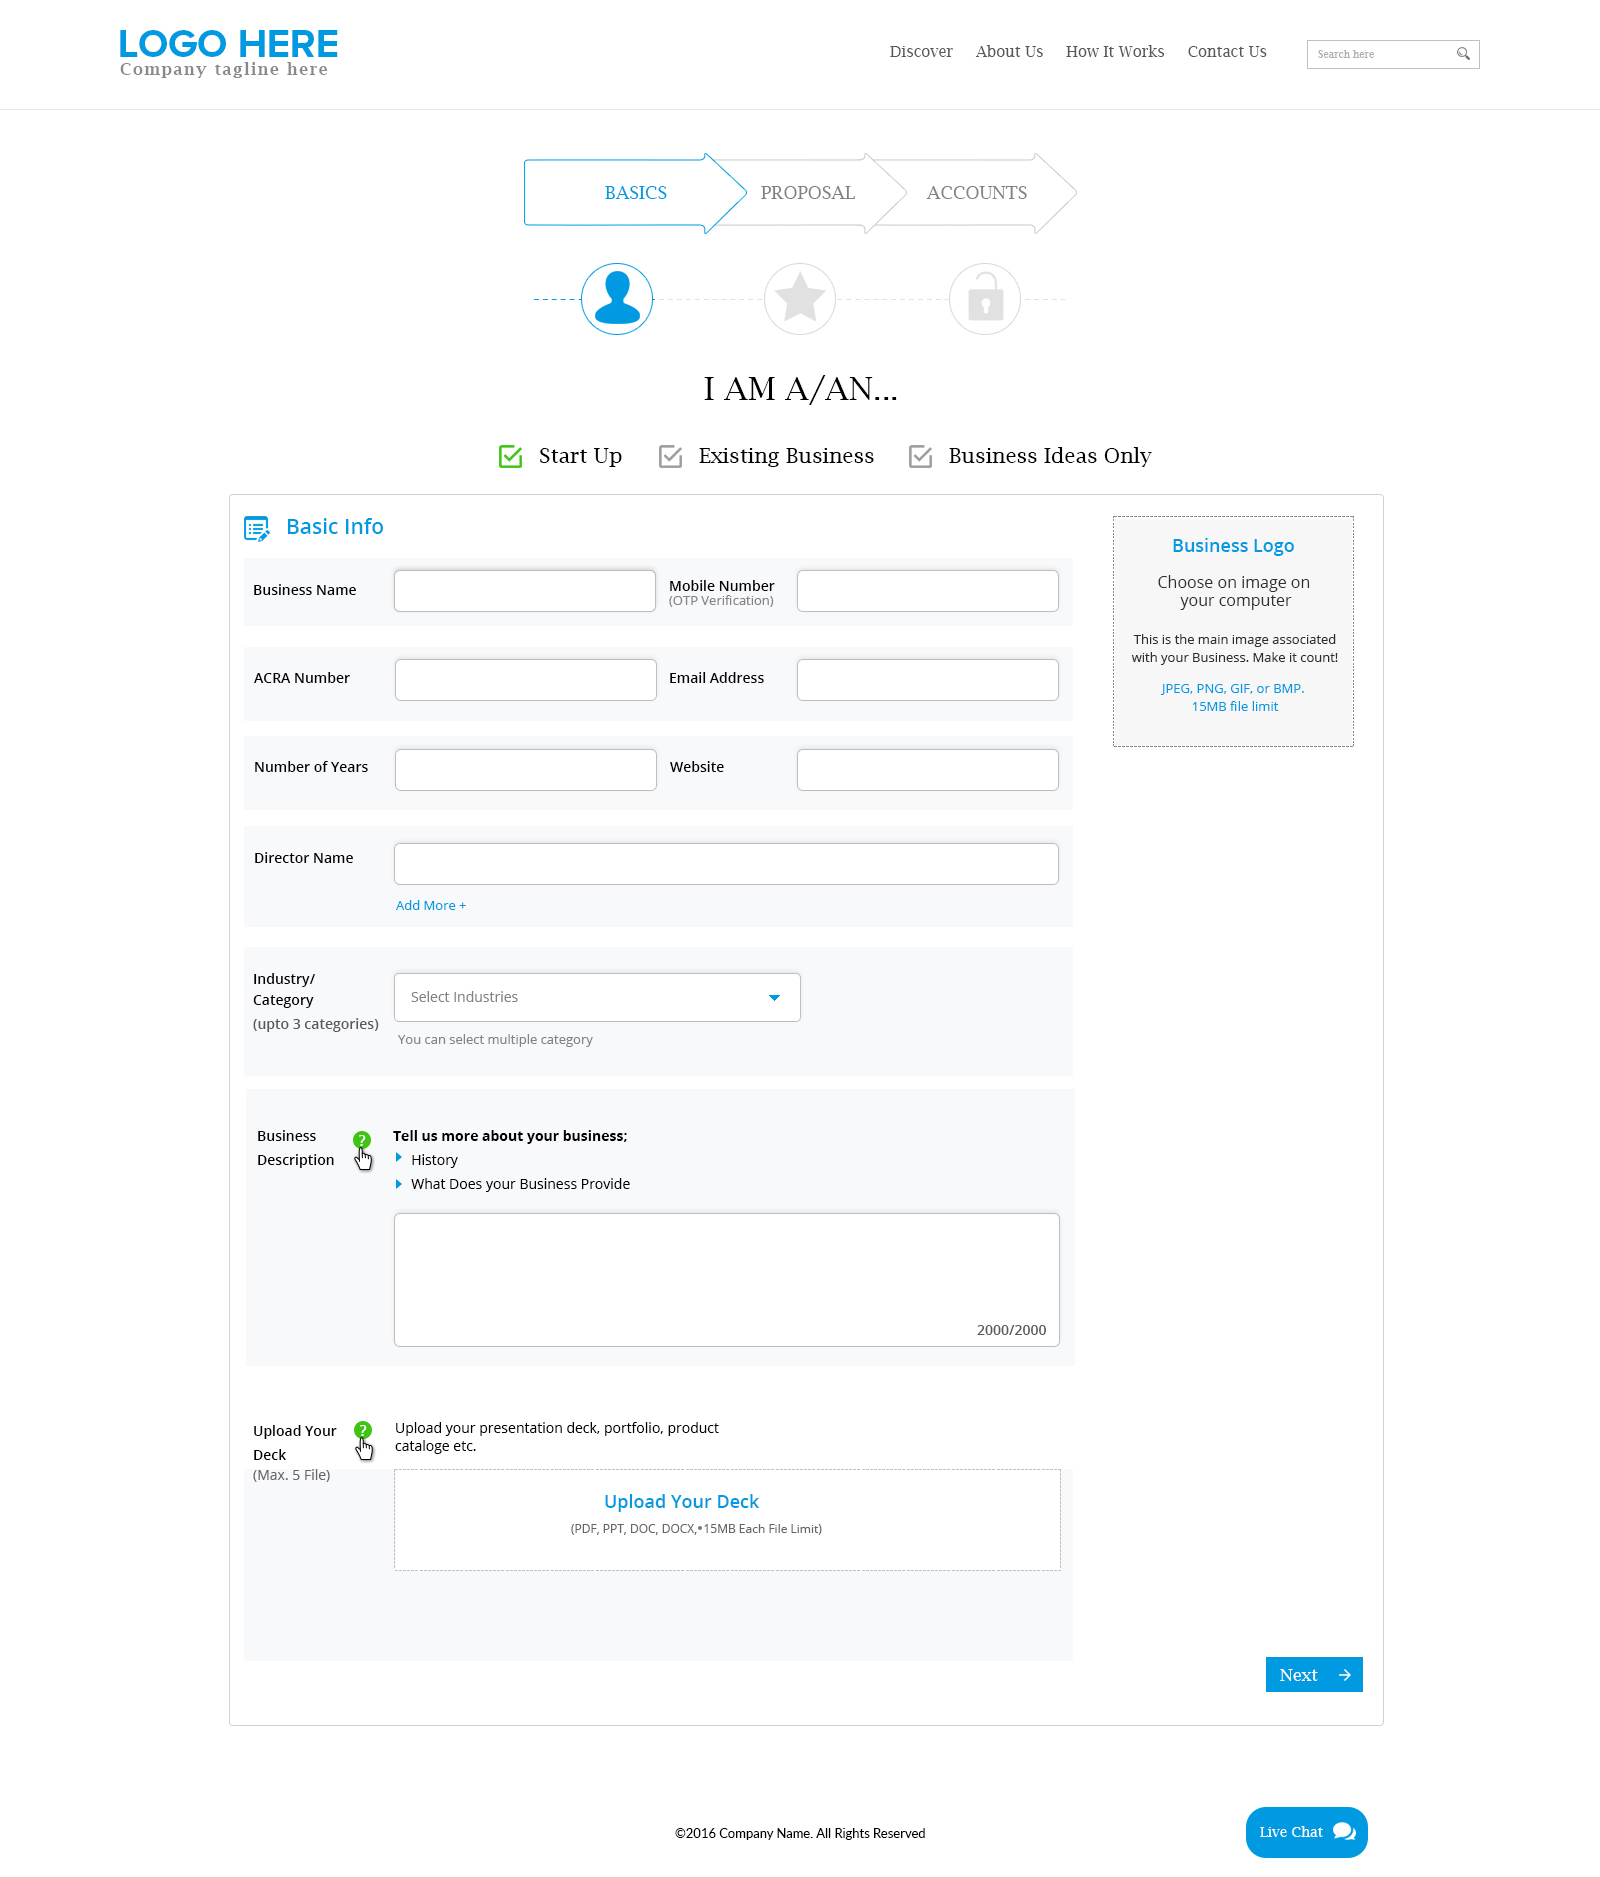 LOGO HERE
Company tagline here
Discover About Us How It Works Contact Us
Search here
BASICS PROPOSAL ACCOUNTS
I AM A/AN...
Start Up Existing Business Business Ideas Only
Basic Info
Business Name
Mobile Number
(OTP Verification)
ACRA Number
Email Address
Number of Years
Website
Director Name
Add More +
Industry/
Category
(upto 3 categories)
Select Industries
You can select multiple category
Business
Description
?
Tell us more about your business;
History
What Does your Business Provide
2000/2000
Upload Your
Deck
(Max. 5 File)
?
Upload your presentation deck, portfolio, product
cataloge etc.
Upload Your Deck
(PDF, PPT, DOC, DOCX,•15MB Each File Limit)
Business Logo
Choose on image on
your computer
This is the main image associated
with your Business. Make it count!
JPEG, PNG, GIF, or BMP.
15MB file limit
Next
©2016 Company Name. All Rights Reserved
Live Chat